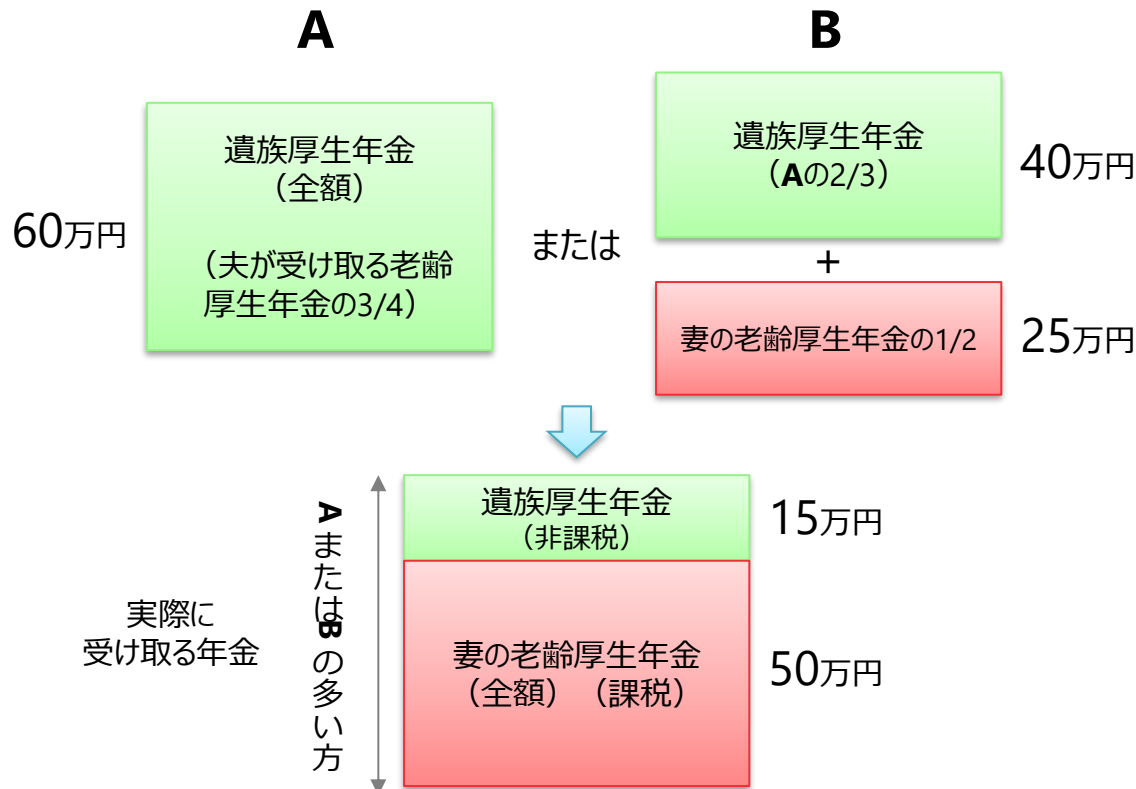 A
B
遺族厚生年金
（全額）
（夫が受け取る老齢
厚生年金の3/4）
60万円
または
遺族厚生年金
（Aの2/3）
40万円
+
妻の老齢厚生年金の1/2
25万円
実際に
受け取る年金
AまたはBの多い方
遺族厚生年金
（非課税）
15万円
妻の老齢厚生年金
（全額）（課税）
50万円